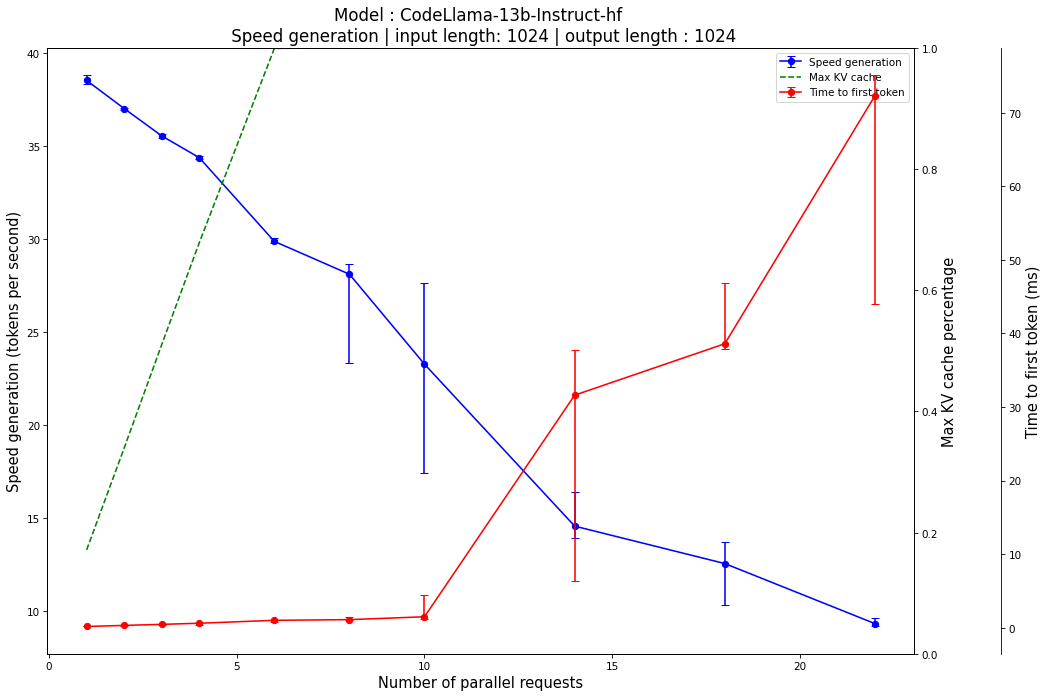 Model : CodeLlama-13b-Instruct-hf
Speed generation | input length: 1024 | output length : 1024
Speed generation
Max KV cache
Time to first token
Speed generation (tokens per second)
40
35
30
25
20
15
10
0
5
10
15
20
Number of parallel requests
1.0
0.8
0.6
0.4
0.2
0.0
Max KV cache percentage
70
60
50
40
30
20
10
0
Time to first token (ms)